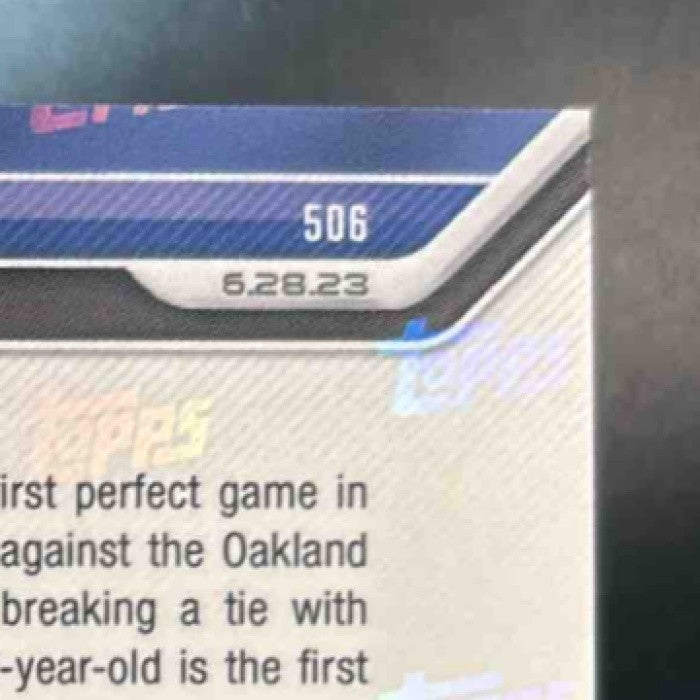 506
6.28.23
topps
topps
irst perfect game in
against the Oakland
breaking a tie with
-year-old is the first